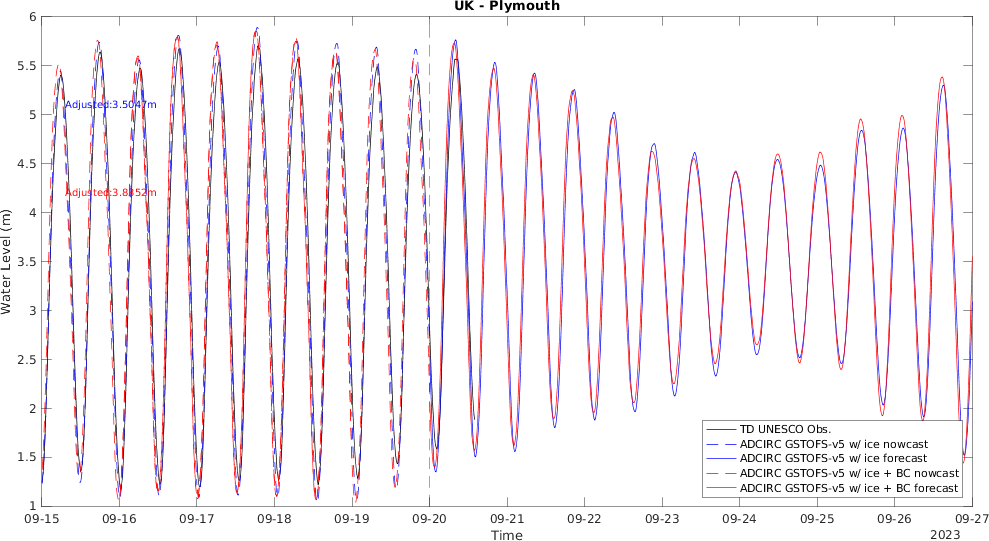 UK - Plymouth
6
5.5
5
4.5
4
3.5
3
2.5
2
1.5
1
Water Level (m)
Adjusted:3.5047m
Adjusted:3.8352m
TD UNESCO Obs.
ADCIRC GSTOFS-v5 w/ ice nowcast
ADCIRC GSTOFS-v5 w/ ice forecast
ADCIRC GSTOFS-v5 w/ ice + BC nowcast
ADCIRC GSTOFS-v5 w/ ice + BC forecast
09-15 09-16 09-17 09-18 09-19 09-20 09-21 09-22 09-23 09-24 09-25 09-26 09-27
Time
2023